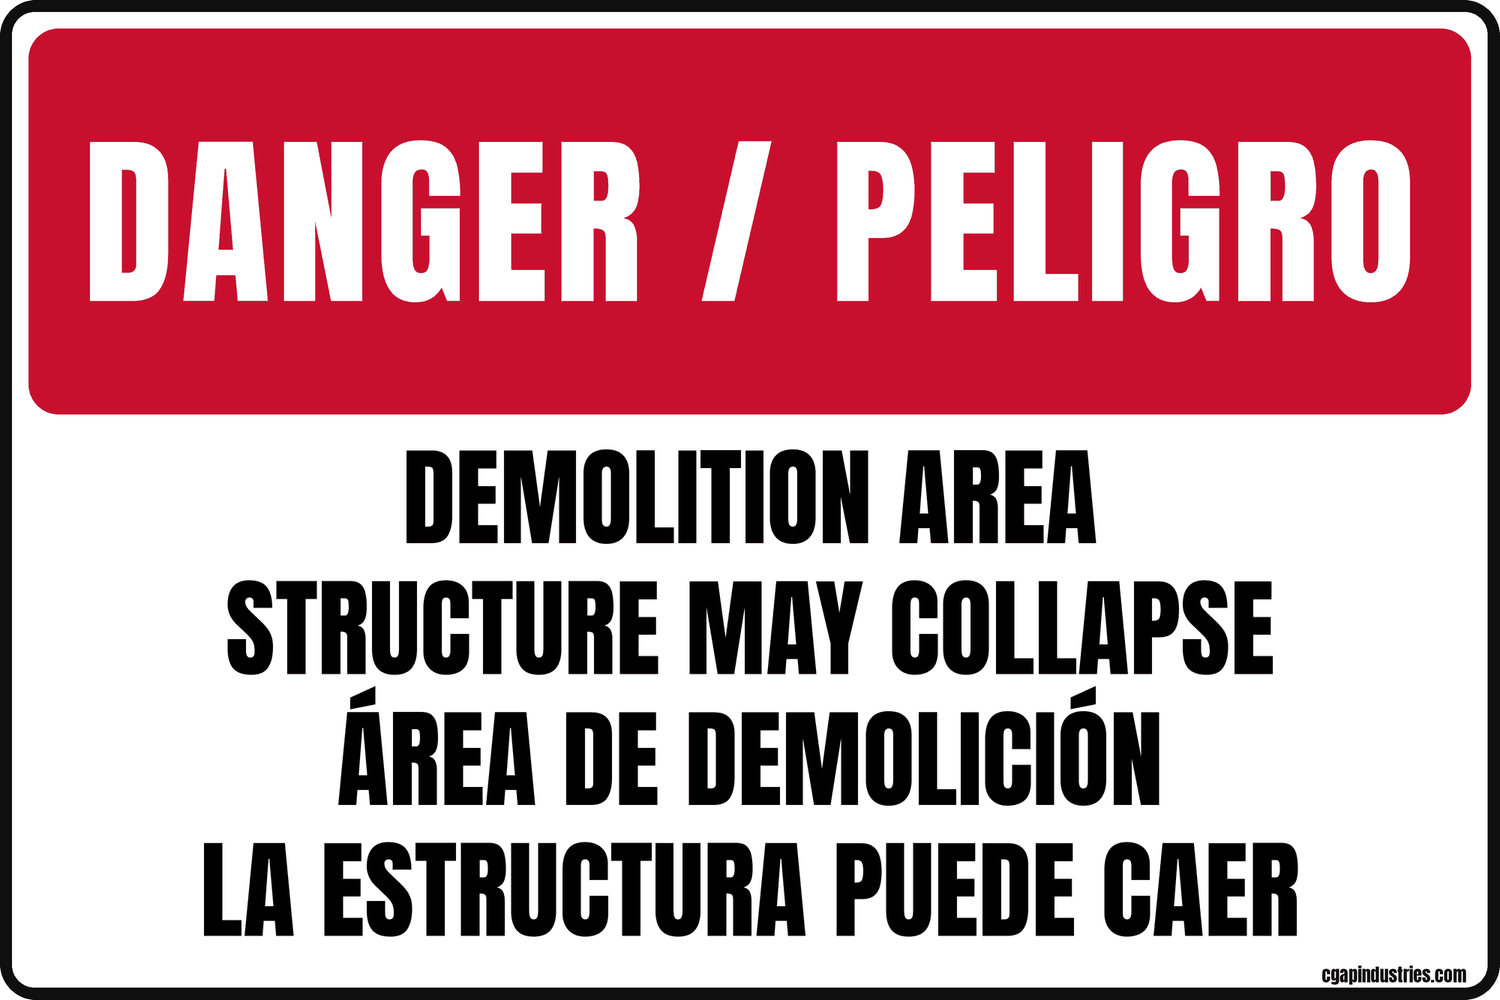 DANGER / PELIGRO
DEMOLITION AREA
STRUCTURE MAY COLLAPSE
ÁREA DE DEMOLICIÓN
LA ESTRUCTURA PUEDE CAER
cgapindustries.com